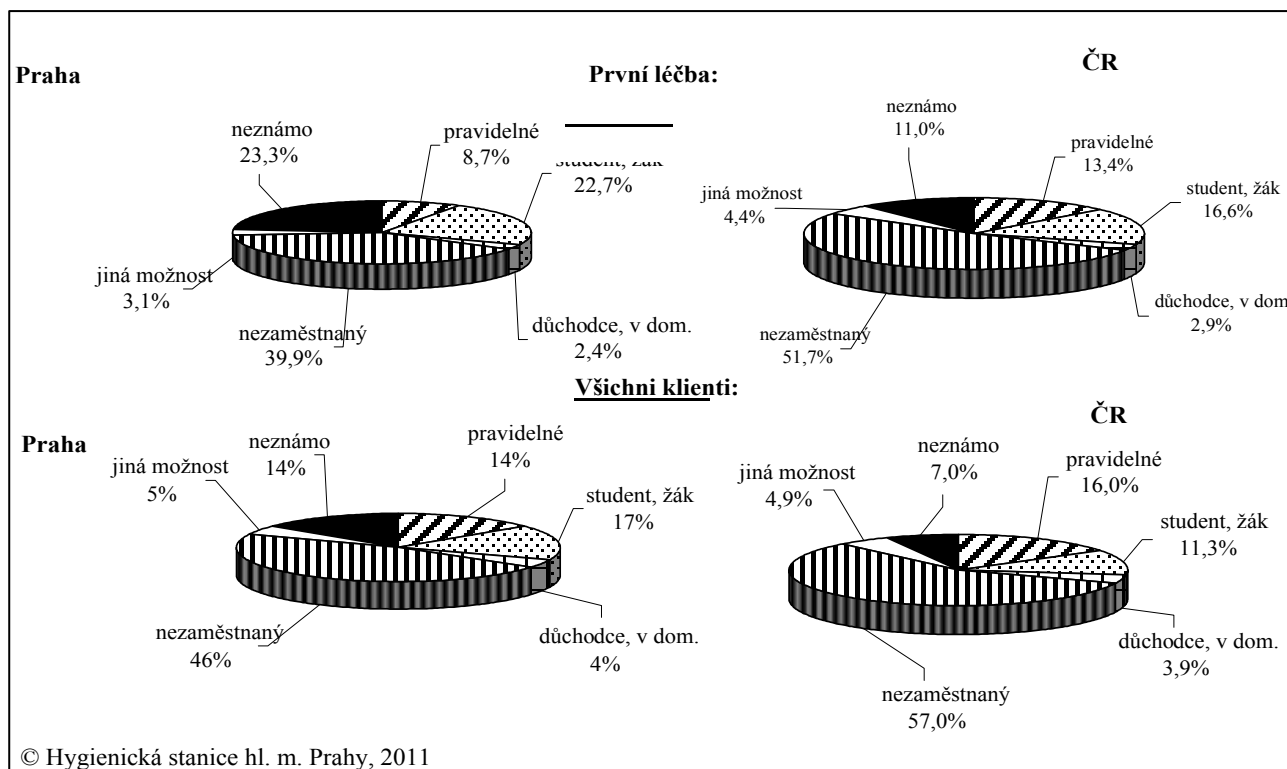 Praha
První léčba:
ČR
neznámo
23,3%
pravidelné
8,7%
student, žák
22,7%
jiná možnost
3,1%
nezaměstnaný
39,9%
důchodce, v dom.
2,4%
neznámo
11,0%
pravidelné
13,4%
jiná možnost
4,4%
student, žák
16,6%
nezaměstnaný
51,7%
důchodce, v dom
2,9%
Všichni klienti:
Praha
ČR
jiná možnost
5%
neznámo
14%
pravidelné
14%
student, žák
17%
nezaměstnaný
46%
důchodce, v dom.
4%
jiná možnost
4,9%
neznámo
7,0%
pravidelné
16,0%
student, žák
11,3%
důchodce, v dom.
3,9%
nezaměstnaný
57,0%
© Hygienická stanice hl. m. Prahy, 2011